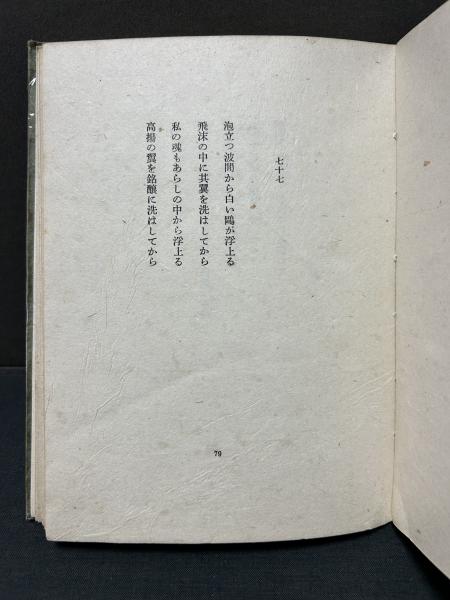 七十七
泡立つ波間から白い鷗が浮上る
飛沫の中に其翼を洗はしてから
私の魂もあらしの中から浮上る
高揚の翼を銘醸に洗はしてから
79